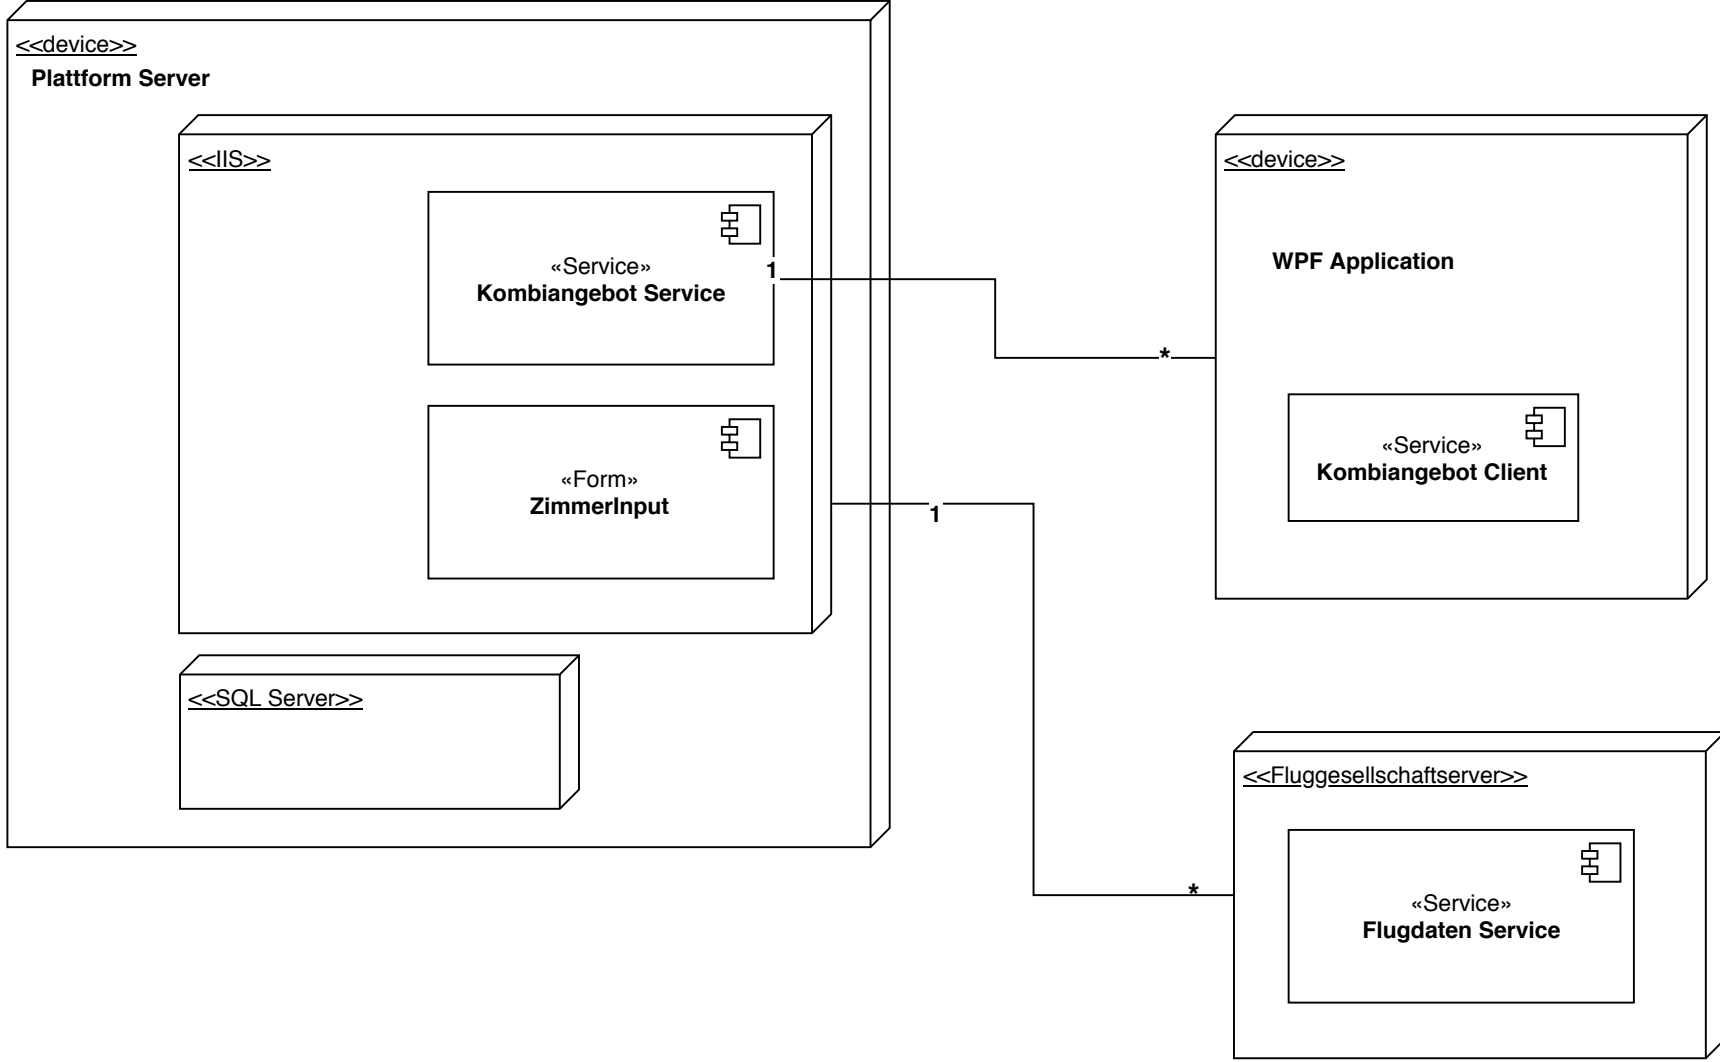 <<device>>
Plattform Server
<<IIS>>
«Service»
Kombiangebot Service
1
*
«Form»
ZimmerInput
1
*
<<SQL Server>>
<<device>>
WPF Application
«Service»
Kombiangebot Client
<<Fluggesellschaftserver>>
«Service»
Flugdaten Service